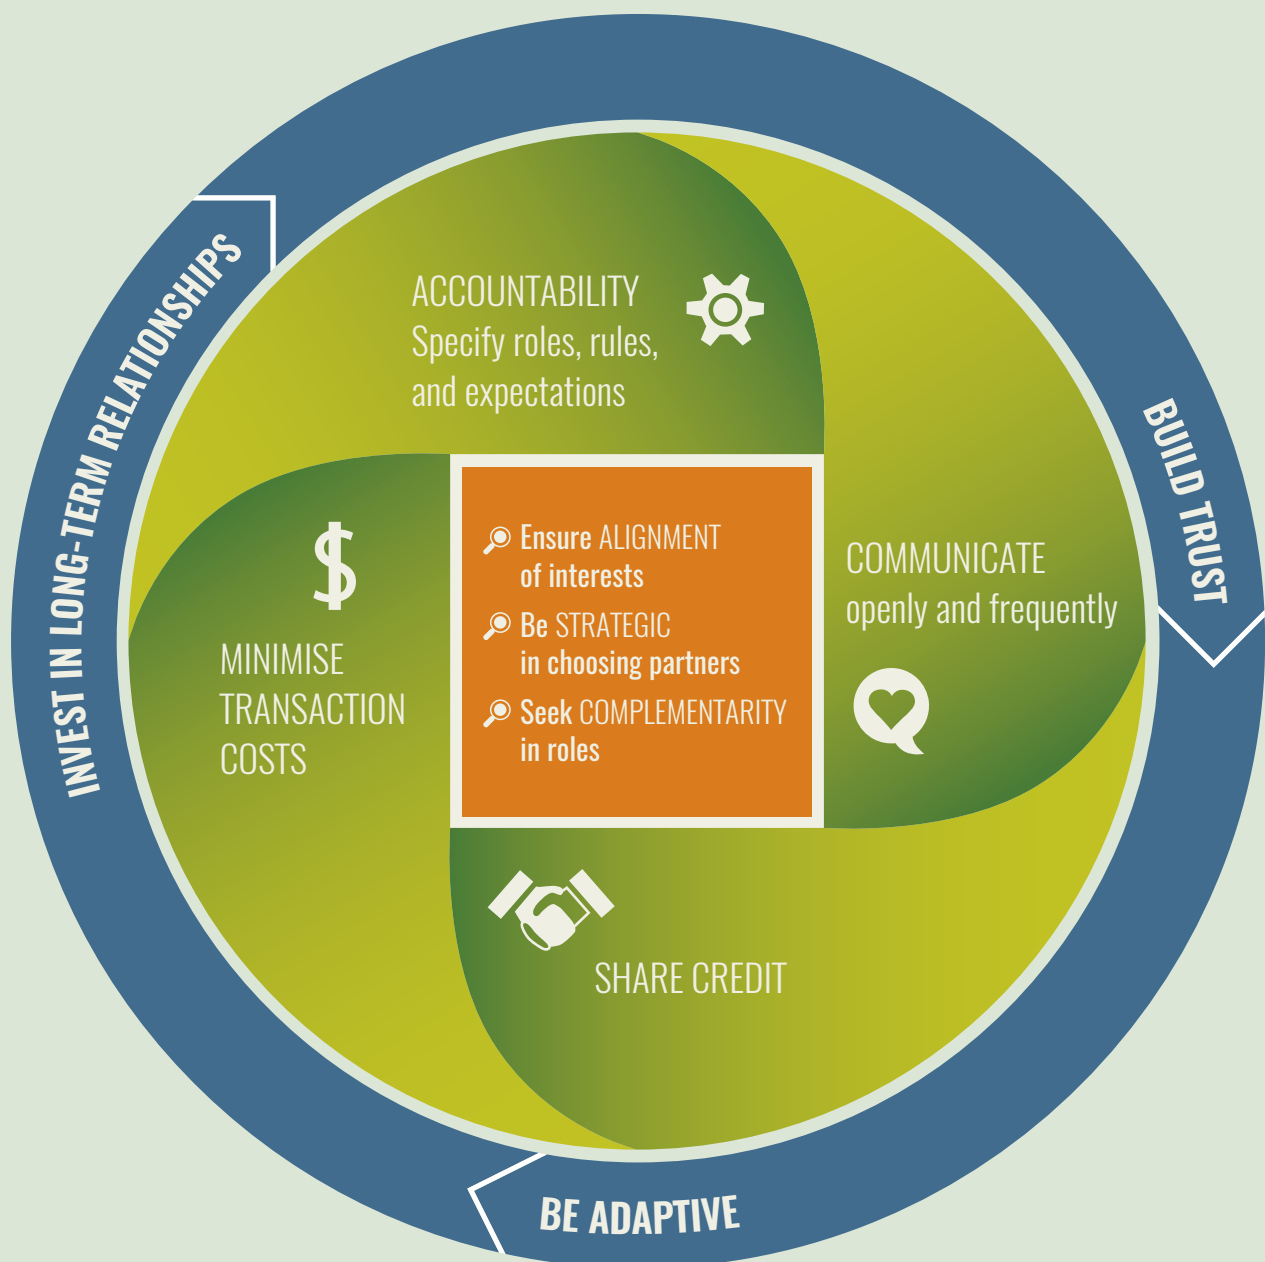 INVEST IN LONG-TERM RELATIONSHIPS
BUILD TRUST
BE ADAPTIVE
ACCOUNTABILITY
Specify roles, rules,
and expectations
COMMUNICATE
openly and frequently
SHARE CREDIT
$
MINIMISE
TRANSACTION
COSTS
Ensure ALIGNMENT
of interests
Be STRATEGIC
in choosing partners
Seek COMPLEMENTARITY
in roles